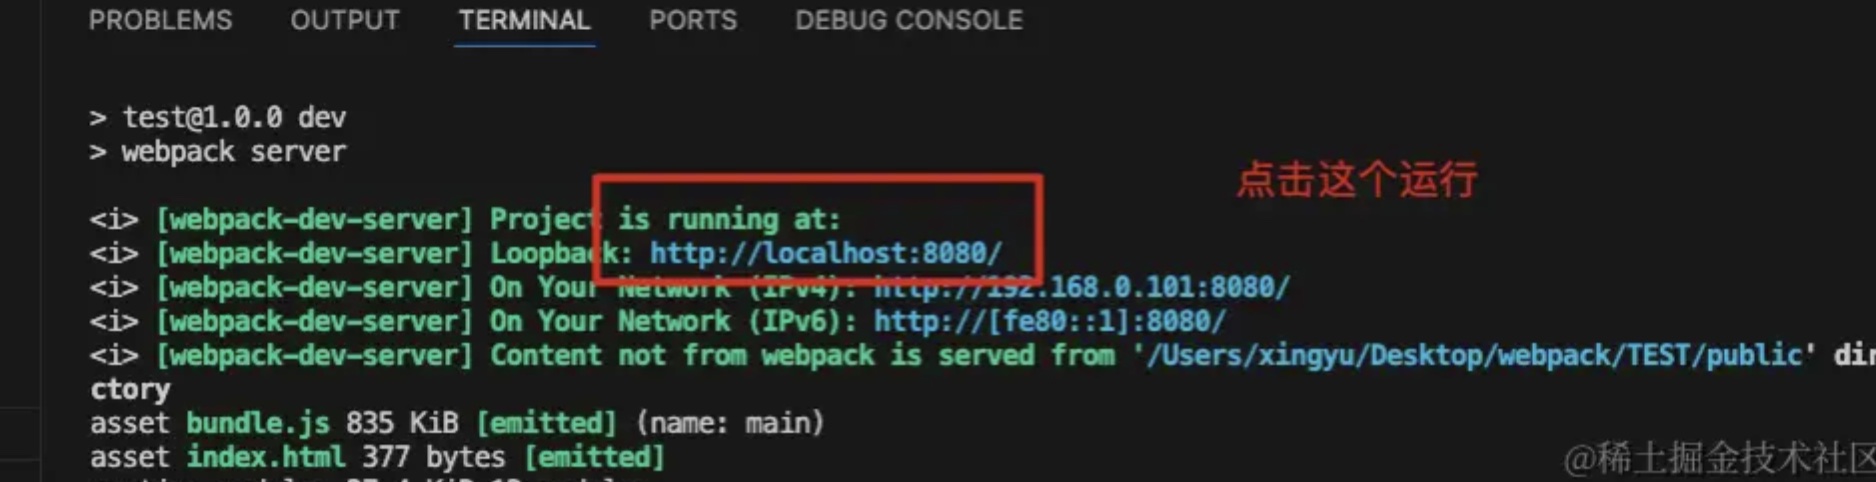 PROBLEMS OUTPUT TERMINAL PORTS DEBUG CONSOLE
> test@1.0.0 dev
> webpack server
点击这个运行
<i> [webpack-dev-server] Project is running at:
<i> [webpack-dev-server] Loopback: http://localhost:8080/
<i> [webpack-dev-server] On Your Network (IPv4): http://192.168.0.101:8080/
<i> [webpack-dev-server] On Your Network (IPv6): http://[fe80::1]:8080/
<i> [webpack-dev-server] Content not from webpack is served from '/Users/xingyu/Desktop/webpack/TEST/public' dir
ctory
asset bundle.js 835 KiB [emitted] (name: main)
asset index.html 377 bytes [emitted]
@稀土掘金技术社区